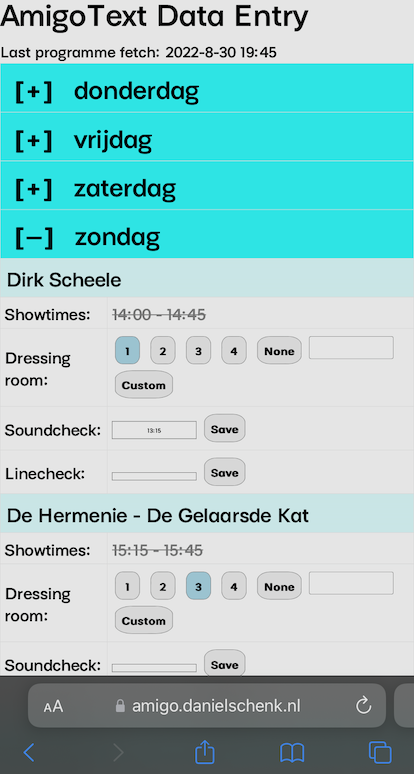 AmigoText Data Entry
Last programme fetch: 2022-8-30 19:45
[+] donderdag
[+] vrijdag
[+] zaterdag
[–] zondag
Dirk Scheele
Showtimes: 14:00 - 14:45
Dressing room: 1 2 3 4 None
Custom
Soundcheck: 13:15 Save
Linecheck: Save
De Hermenie - De Gelaarsde Kat
Showtimes: 15:15 - 15:45
Dressing room: 1 2 3 4 None
Custom
Soundcheck: Save
AA amigo.danielschenk.nl